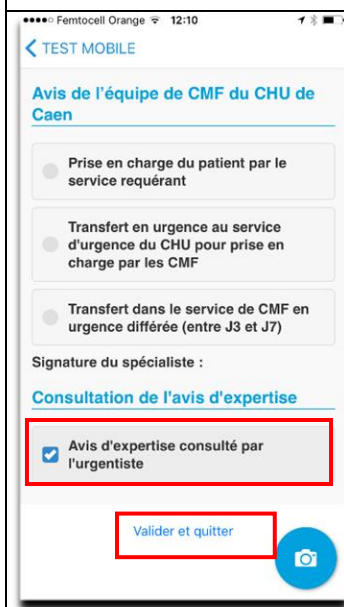 Femtocell Orange 12:10
TEST MOBILE
Avis de l'équipe de CMF du CHU de
Caen
Prise en charge du patient par le
service requérant
Transfert en urgence au service
d'urgence du CHU pour prise en
charge par les CMF
Transfert dans le service de CMF en
urgence différée (entre J3 et J7)
Signature du spécialiste :
Consultation de l'avis d'expertise
Avis d'expertise consulté par
l'urgentiste
Valider et quitter